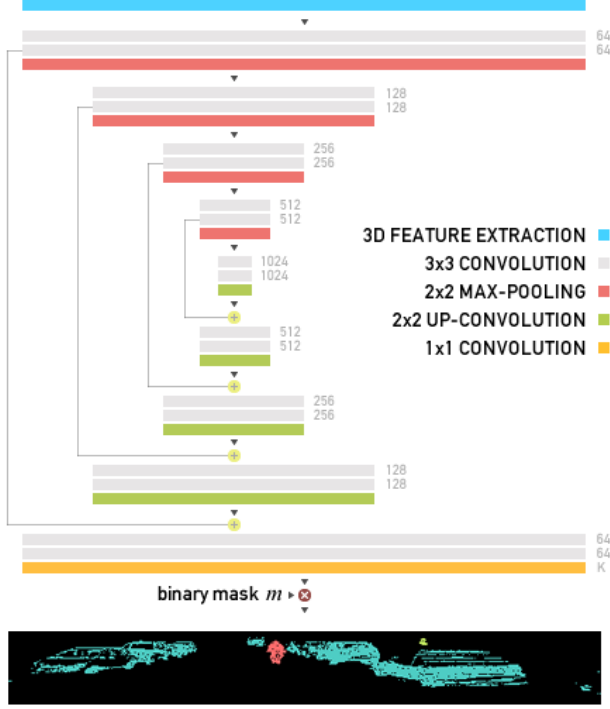 64
64
128
128
256
256
512
512
3D FEATURE EXTRACTION
3x3 CONVOLUTION
1024
1024
2x2 MAX-POOLING
2x2 UP-CONVOLUTION
512
512
1x1 CONVOLUTION
256
256
128
128
64
64
K
binary mask m